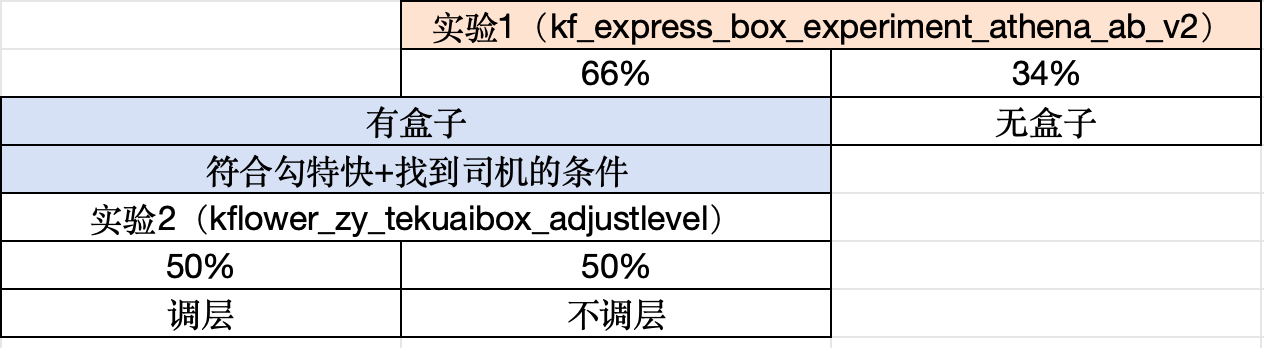 实验1（kf_express_box_experiment_athena_ab_v2）
66% 34%
有盒子 无盒子
符合勾特快+找到司机的条件
实验2（kflower_zy_tekuaibox_adjustlevel）
50% 50%
调层 不调层